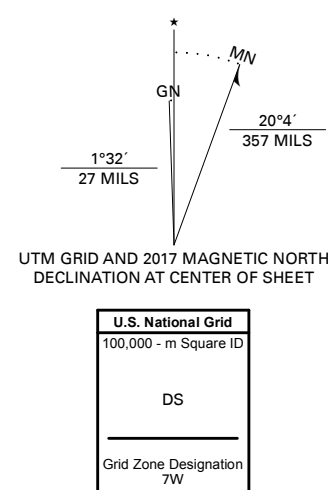 ★
MN
GN
20°4´
357 MILS
1°32´
27 MILS
UTM GRID AND 2017 MAGNETIC NORTH
DECLINATION AT CENTER OF SHEET
U.S. National Grid
100,000 - m Square ID
DS
Grid Zone Designation
7W